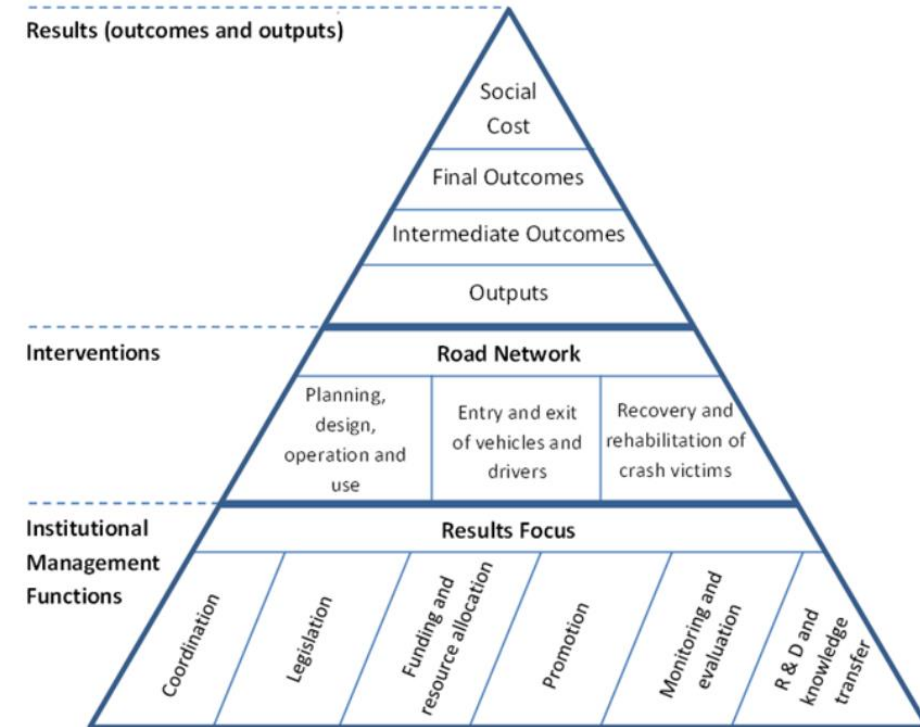 Results (outcomes and outputs)
Social
Cost
Final Outcomes
Intermediate Outcomes
Outputs
Interventions
Road Network
Planning,
design,
operation and
use
Entry and exit
of vehicles and
drivers
Recovery and
rehabilitation of
crash victims
Institutional
Management
Functions
Results Focus
Coordination
Legislation
Funding and
resource allocation
Promotion
Monitoring and
evaluation
R & D and
knowledge
transfer